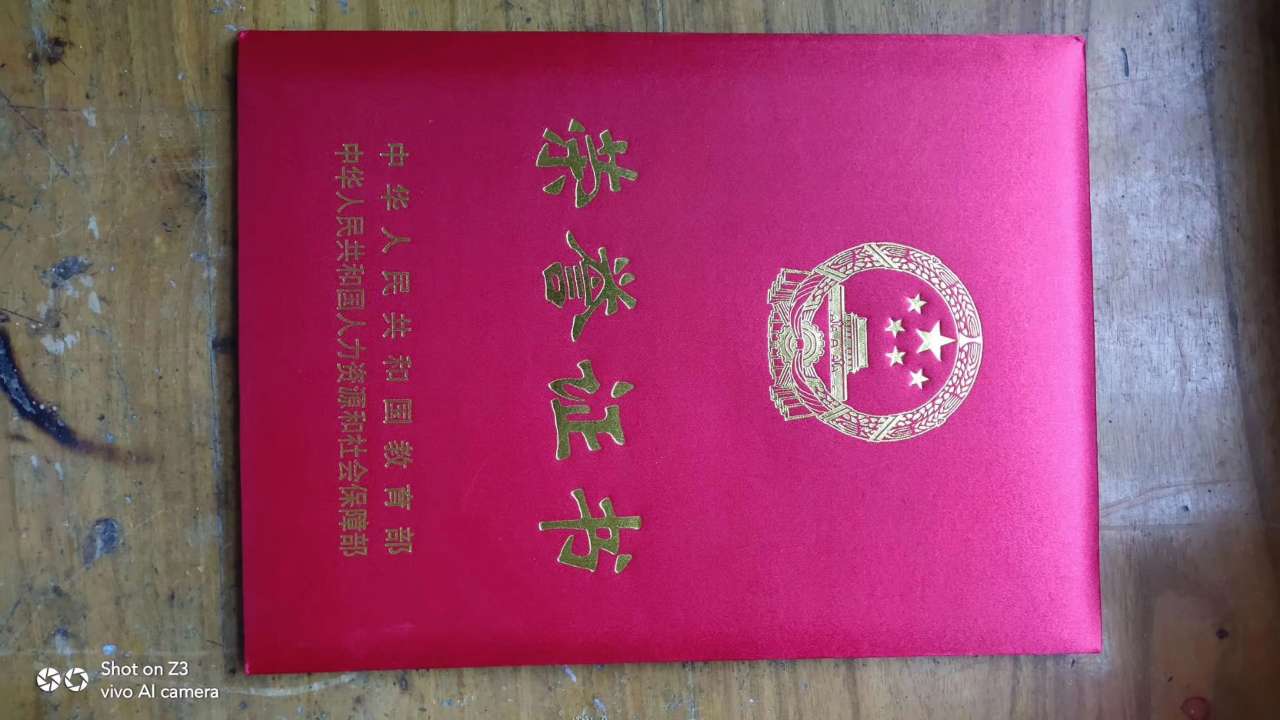 荣誉证书
中华人民共和国教育部
中华人民共和国人力资源和社会保障部
Shot on Z3
vivo AI camera